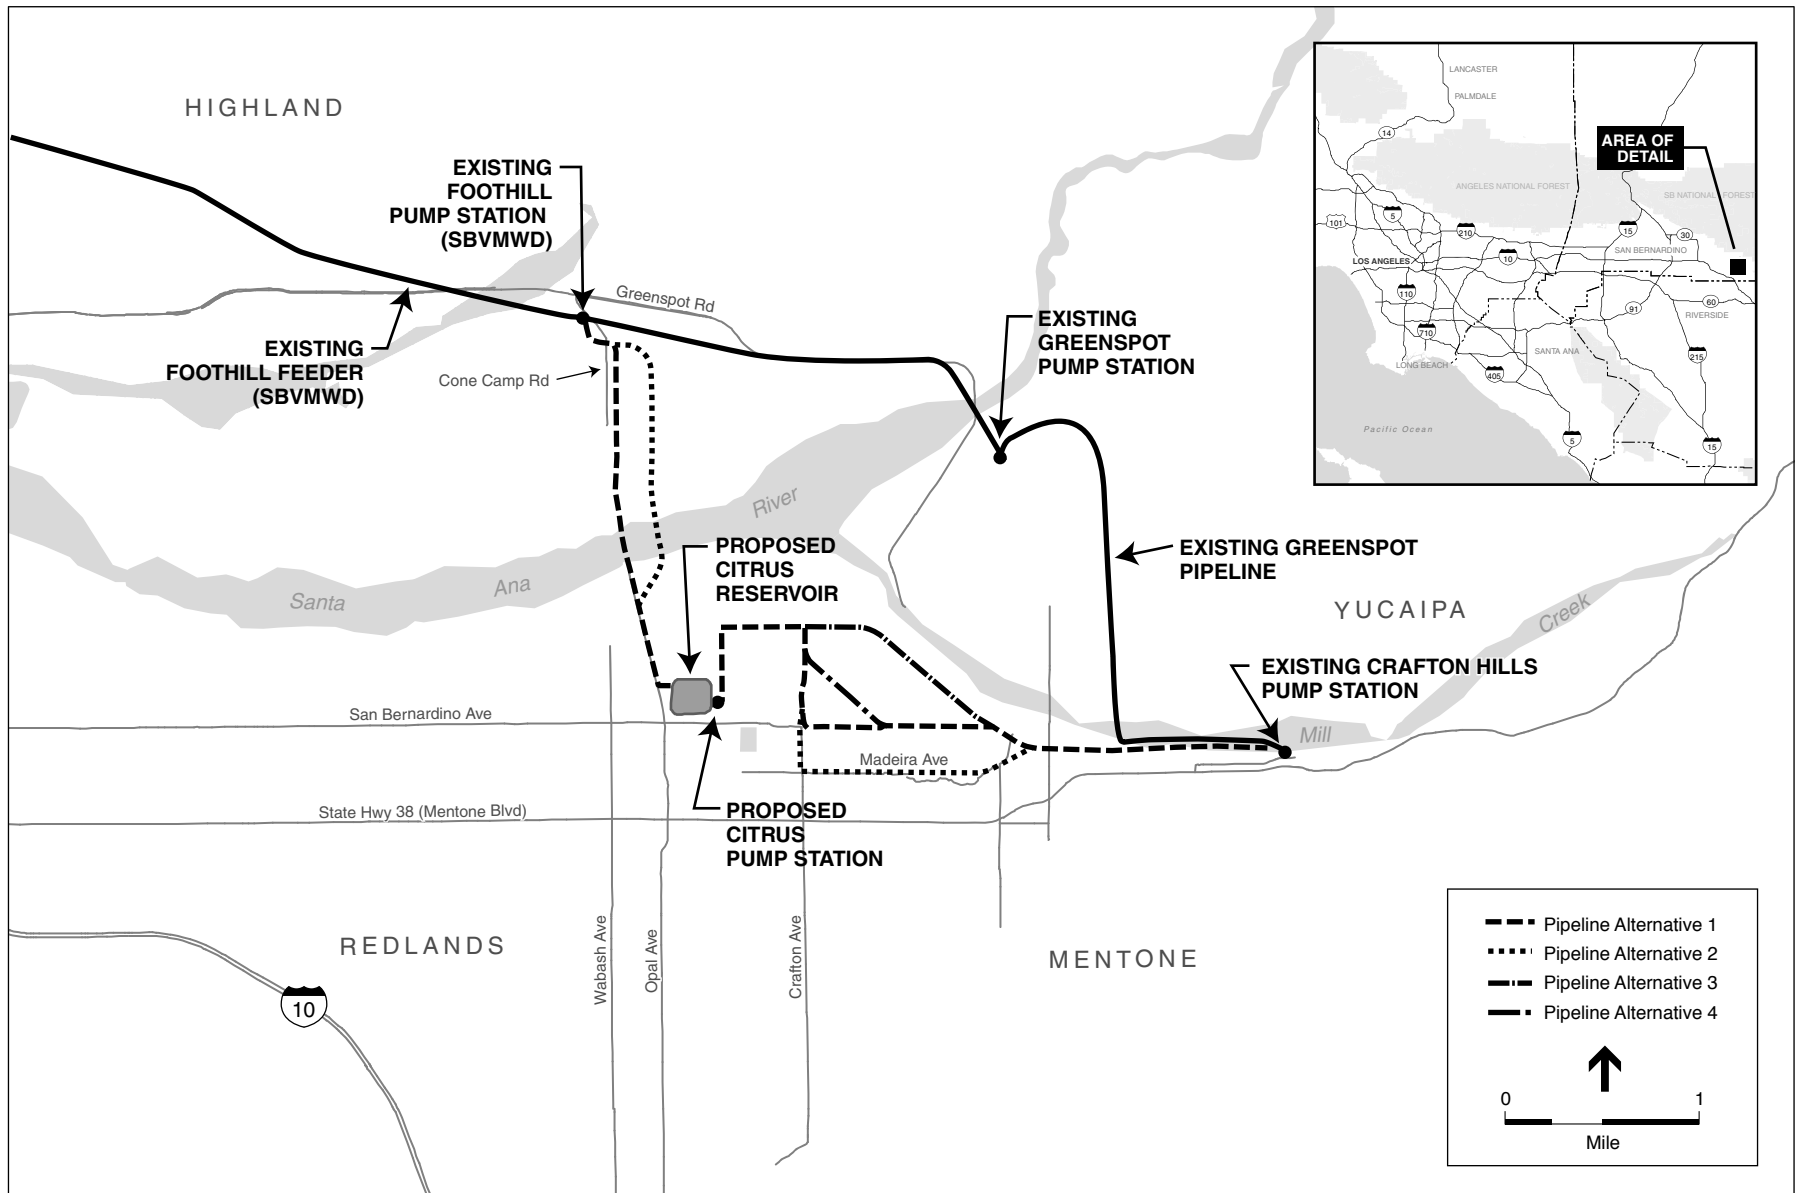 HIGHLAND
EXISTING
FOOTHILL
PUMP STATION
(SBVMWD)
Greenspot Rd
EXISTING
FOOTHILL FEEDER
(SBVMWD)
Cone Camp Rd
EXISTING
GREENSPOT
PUMP STATION
River
Ana
Santa
PROPOSED
CITRUS
RESERVOIR
EXISTING GREENSPOT
PIPELINE
YUCAIPA
Creek
EXISTING CRAFTON HILLS
PUMP STATION
Mill
San Bernardino Ave
Madeira Ave
State Hwy 38 (Mentone Blvd)
PROPOSED
CITRUS
PUMP STATION
Wabash Ave
Opal Ave
Crafton Ave
REDLANDS
MENTONE
10
LANCASTER
PALMDALE
14
AREA OF
DETAIL
ANGELES NATIONAL FOREST
SB NATIONAL FOREST
101
5
210
15
30
SAN BERNARDINO
10
LOS ANGELES
110
91
60
RIVERSIDE
710
SANTA ANA
215
LONG BEACH
405
Pacific Ocean
5
15
Pipeline Alternative 1
Pipeline Alternative 2
Pipeline Alternative 3
Pipeline Alternative 4
0
1
Mile